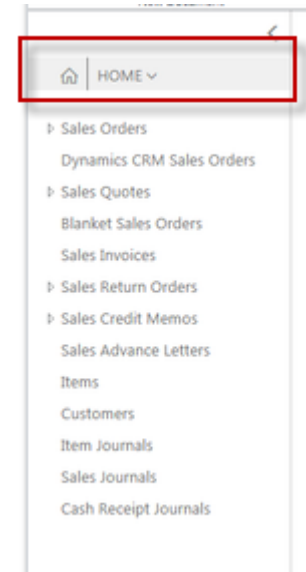 HOME
Sales Orders
Dynamics CRM Sales Orders
Sales Quotes
Blanket Sales Orders
Sales Invoices
Sales Return Orders
Sales Credit Memos
Sales Advance Letters
Items
Customers
Item Journals
Sales Journals
Cash Receipt Journals